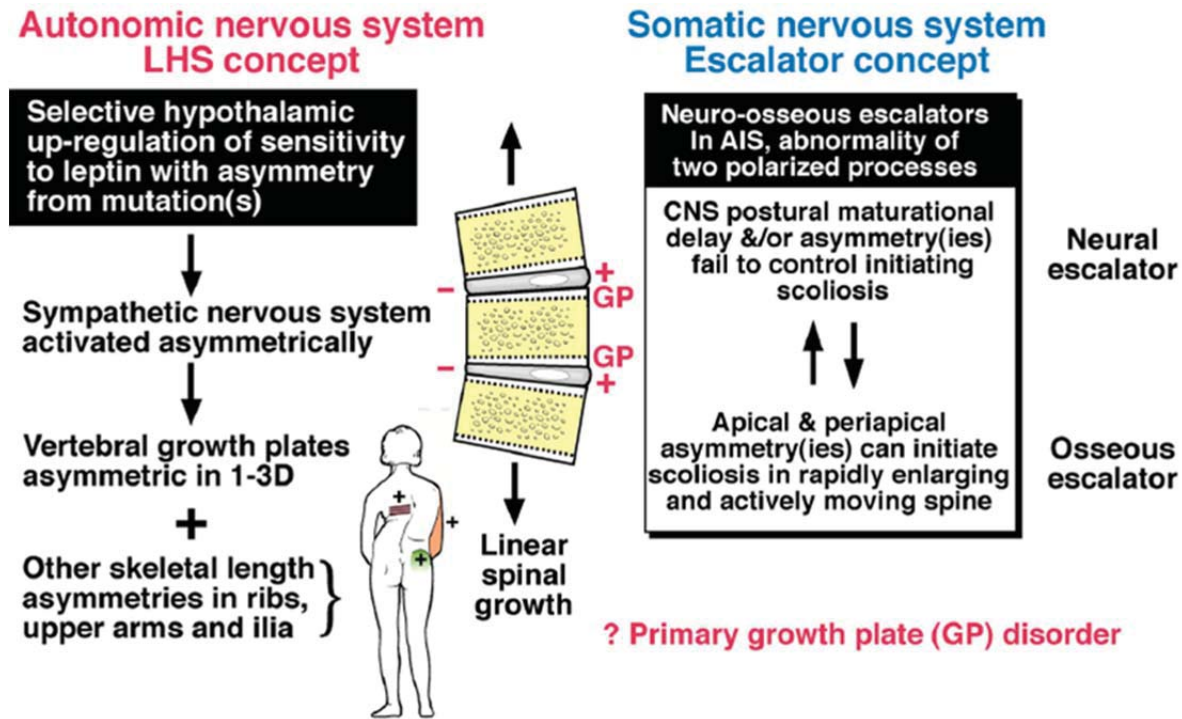 Autonomic nervous system
LHS concept
Selective hypothalamic
up-regulation of sensitivity
to leptin with asymmetry
from mutation(s)
Sympathetic nervous system
activated asymmetrically
Vertebral growth plates
asymmetric in 1-3D
+
Other skeletal length
asymmetries in ribs,
upper arms and ilia
+
+
+
+
GP
−
GP
+
−
Linear
spinal
growth
Somatic nervous system
Escalator concept
Neuro-osseous escalators
In AIS, abnormality of
two polarized processes
CNS postural maturational
delay &/or asymmetry(ies)
fail to control initiating
scoliosis
Neural
escalator
Apical & periapical
asymmetry(ies) can initiate
scoliosis in rapidly enlarging
and actively moving spine
Osseous
escalator
? Primary growth plate (GP) disorder